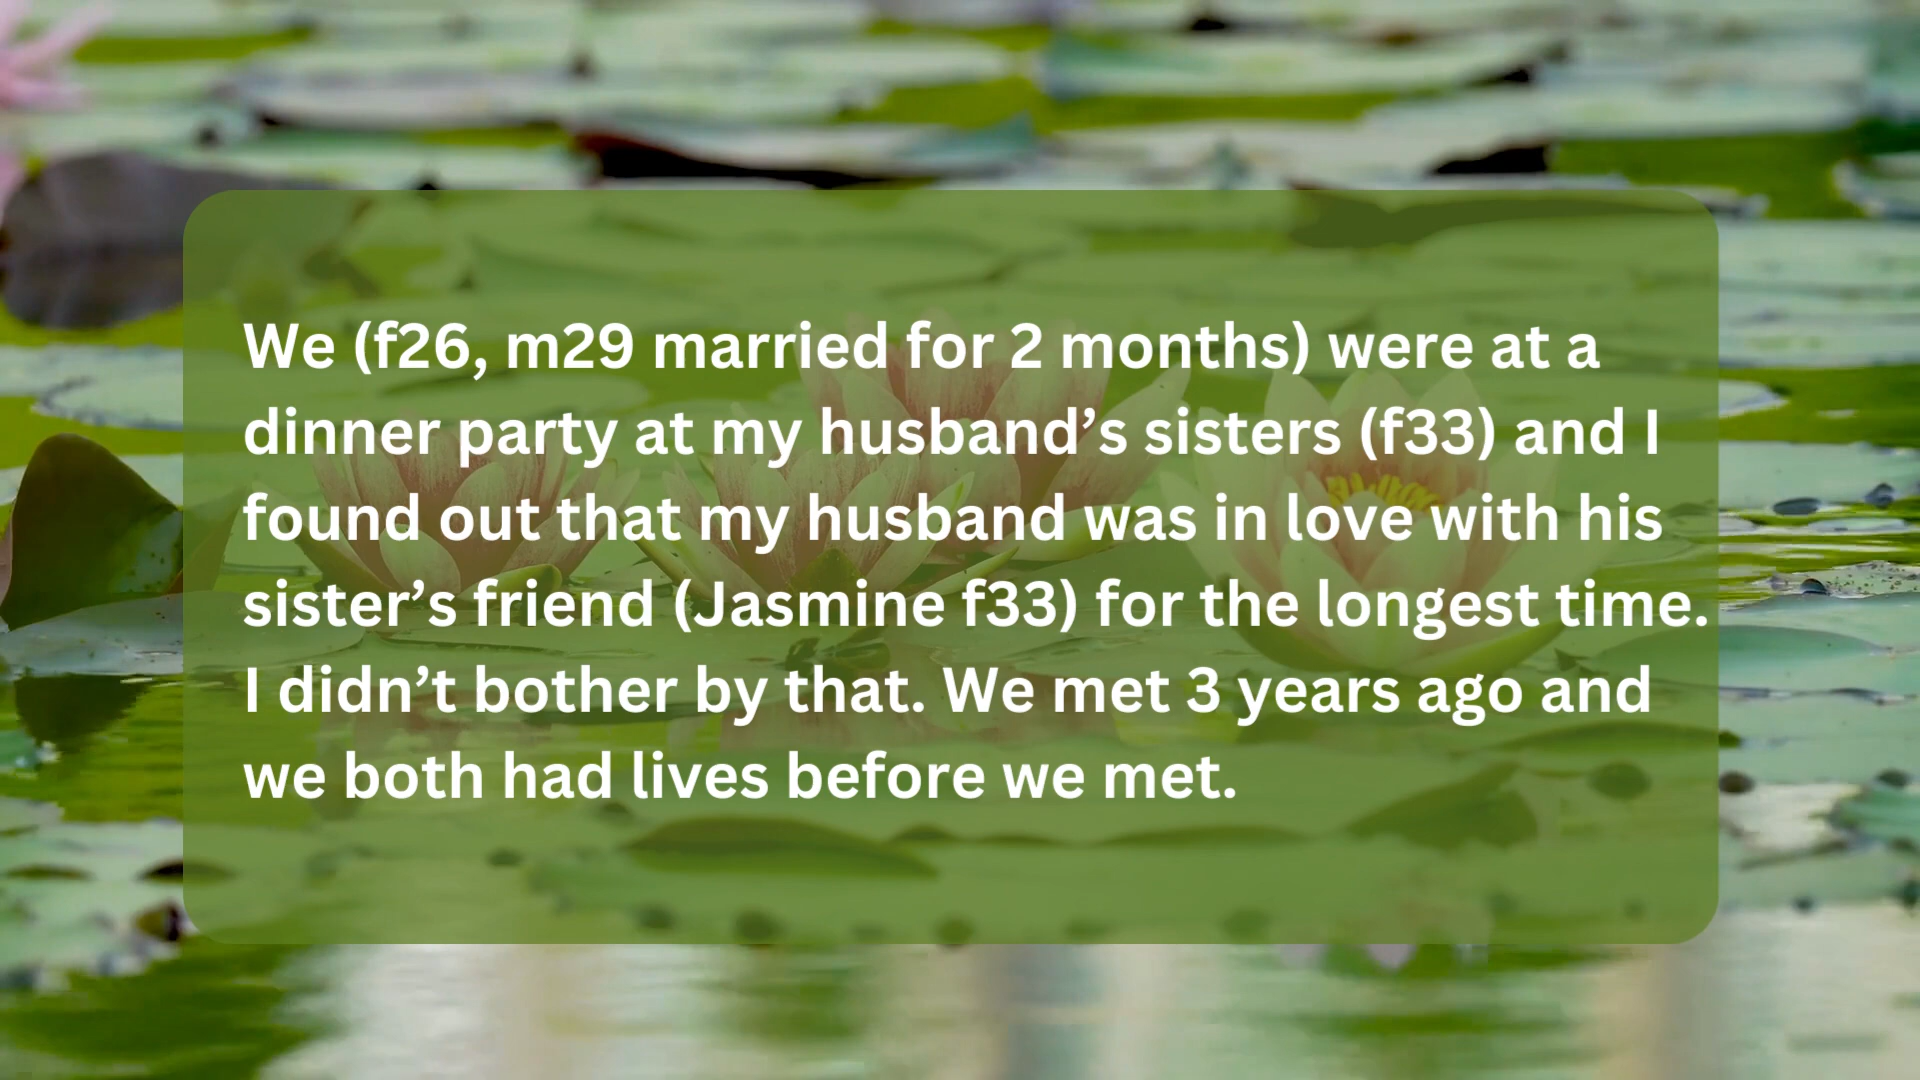 We (f26, m29 married for 2 months) were at a
dinner party at my husband’s sisters (f33) and I
found out that my husband was in love with his
sister’s friend (Jasmine f33) for the longest time.
I didn’t bother by that. We met 3 years ago and
we both had lives before we met.